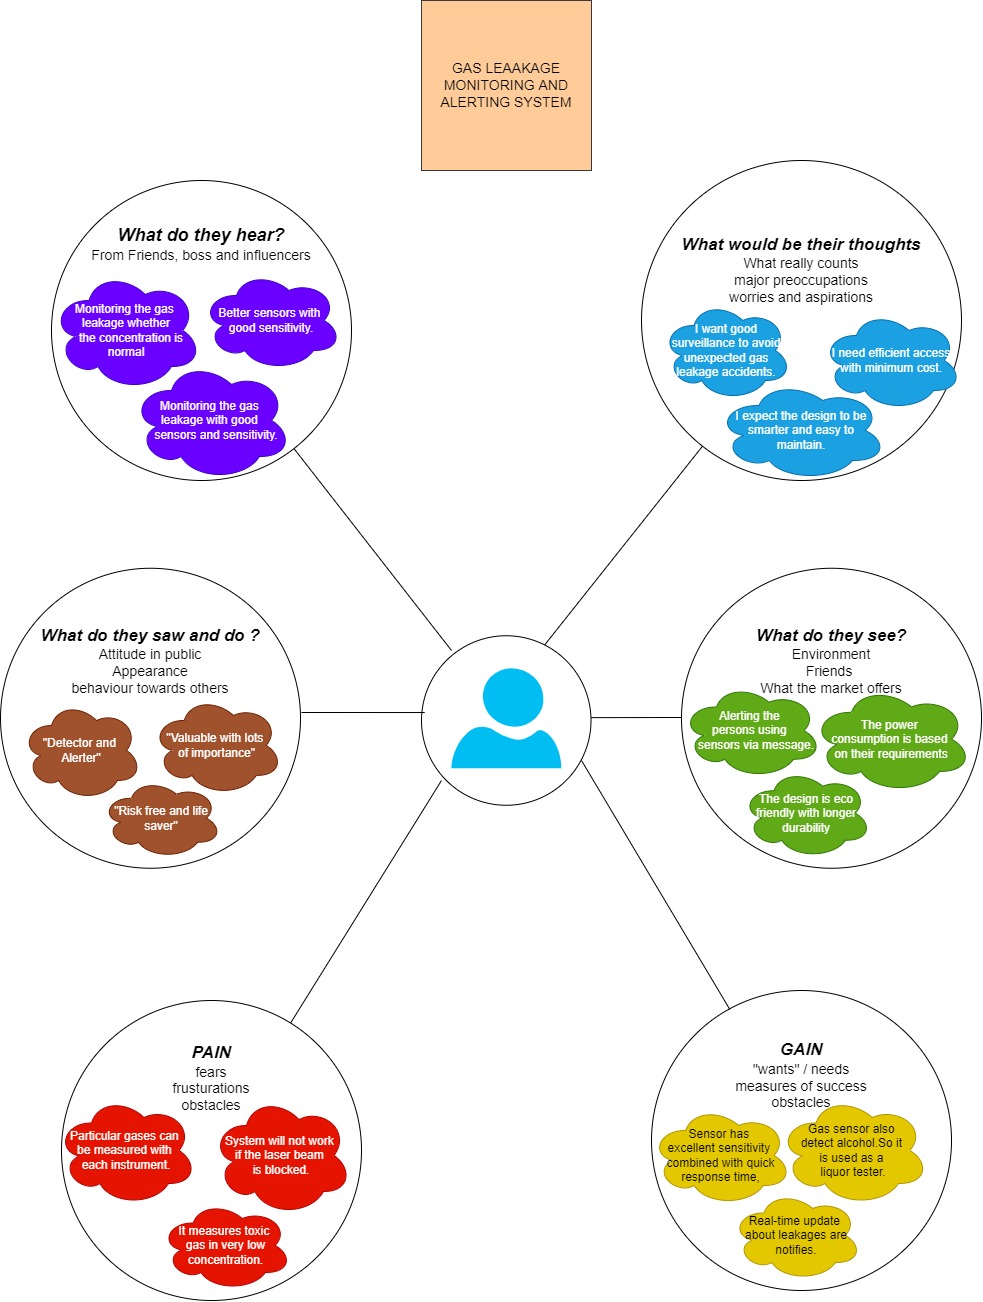 GAS LEAAKAGE
MONITORING AND
ALERTING SYSTEM
What do they hear?
From Friends, boss and influencers
Monitoring the gas
leakage whether
the concentration is
normal
Better sensors with
good sensitivity.
Monitoring the gas
leakage with good
sensors and sensitivity.
What would be their thoughts
What really counts
major preoccupations
worries and aspirations
I want good
surveillance to avoid
unexpected gas
leakage accidents.
I need efficient access
with minimum cost.
I expect the design to be
smarter and easy to
maintain.
What do they saw and do ?
Attitude in public
Appearance
behaviour towards others
"Detector and
Alerter"
"Valuable with lots
of importance"
"Risk free and life
saver"
What do they see?
Environment
Friends
What the market offers
Alerting the
persons using
sensors via message.
The power
consumption is based
on their requirements
The design is eco
friendly with longer
durability
PAIN
fears
frusturations
obstacles
Particular gases can
be measured with
each instrument.
System will not work
if the laser beam
is blocked.
It measures toxic
gas in very low
concentration.
GAIN
"wants" / needs
measures of success
obstacles
Sensor has
excellent sensitivity
combined with quick
response time,
Gas sensor also
detect alcohol.So it
is used as a
liquor tester.
Real-time update
about leakages are
notifies.